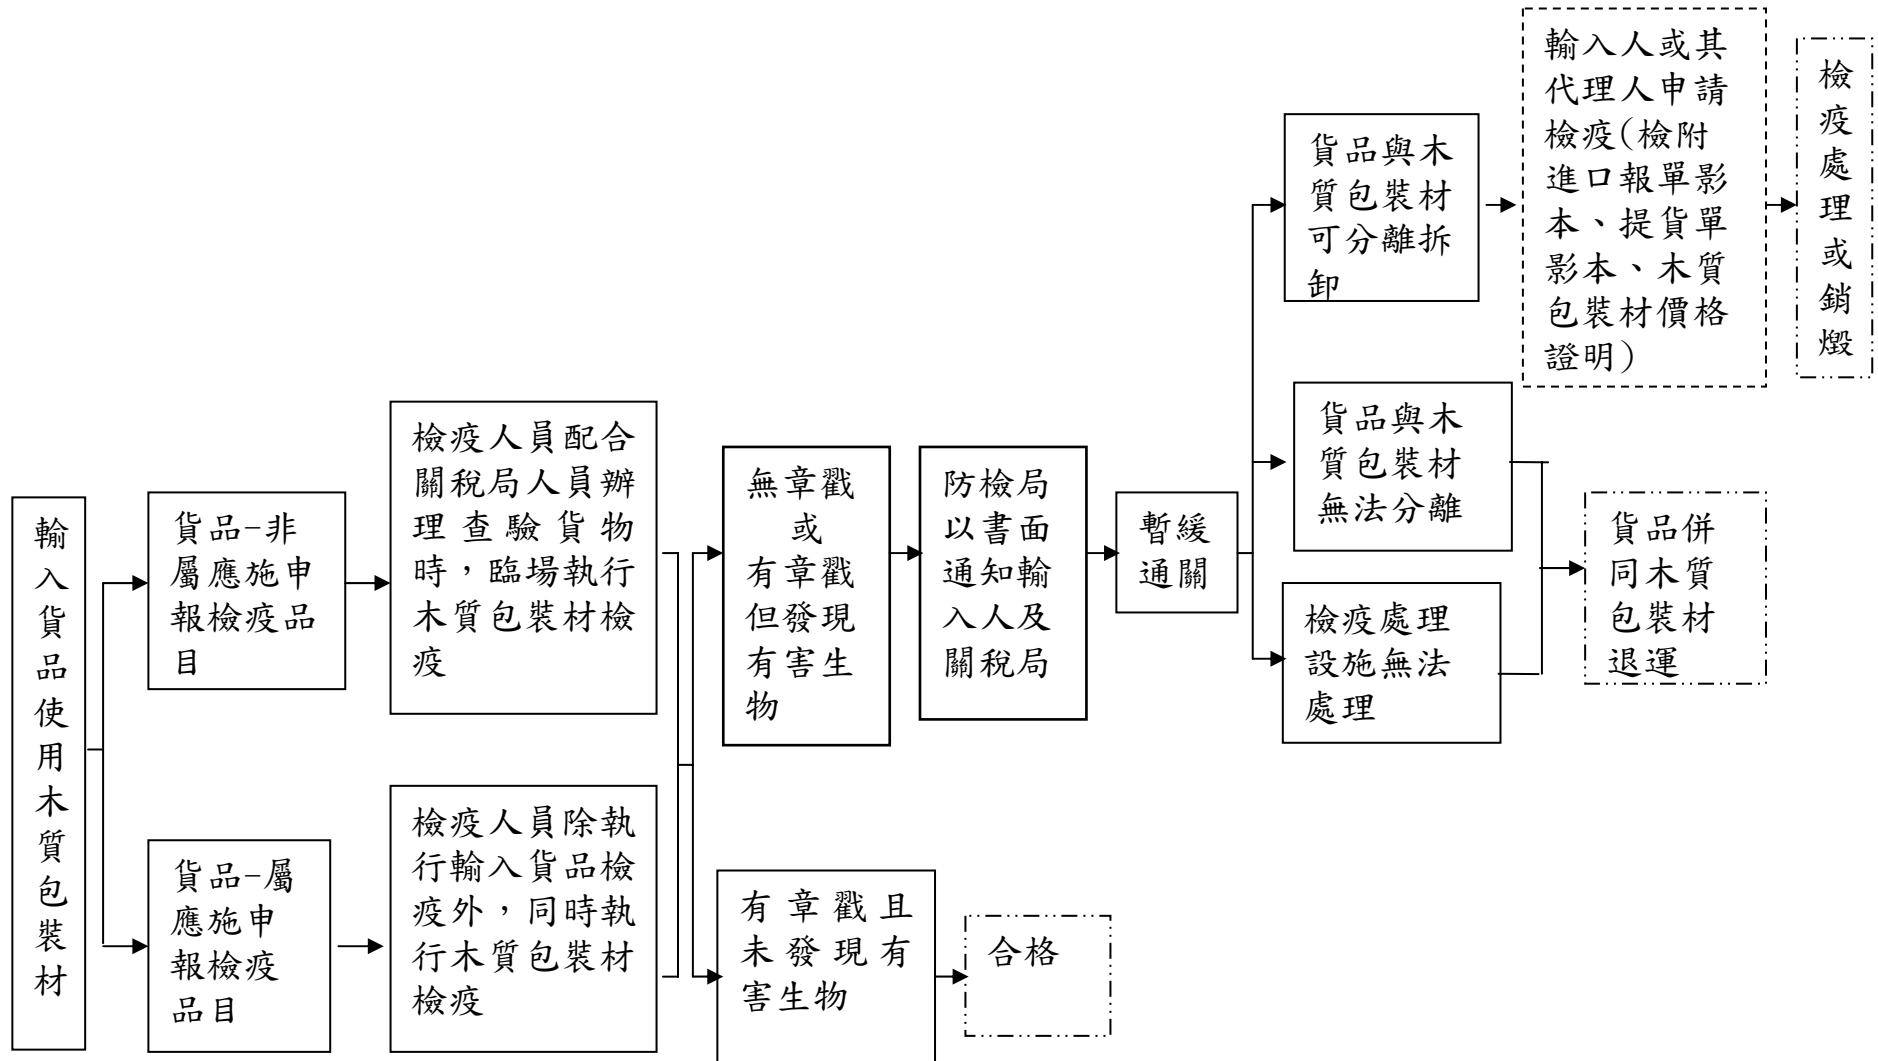 輸入貨品使用木質包裝材
貨品-非
屬應施申
報檢疫品
目
貨品-屬
應施申
報檢疫
品目
檢疫人員配合
關稅局人員辦
理查驗貨物
時，臨場執行
木質包裝材檢
疫
檢疫人員除執
行輸入貨品檢
疫外，同時執
行木質包裝材
檢疫
無章戳
或
有章戳
但發現
有害生
物
有章戳且
未發現有
害生物
合格
防檢局
以書面
通知輸
入人及
關稅局
暫緩
通關
貨品與木
質包裝材
可分離拆
卸
貨品與木
質包裝材
無法分離
檢疫處理
設施無法
處理
輸入人或其
代理人申請
檢疫(檢附
進口報單影
本、提貨單
影本、木質
包裝材價格
證明)
檢疫處理或銷燬
貨品併
同木質
包裝材
退運